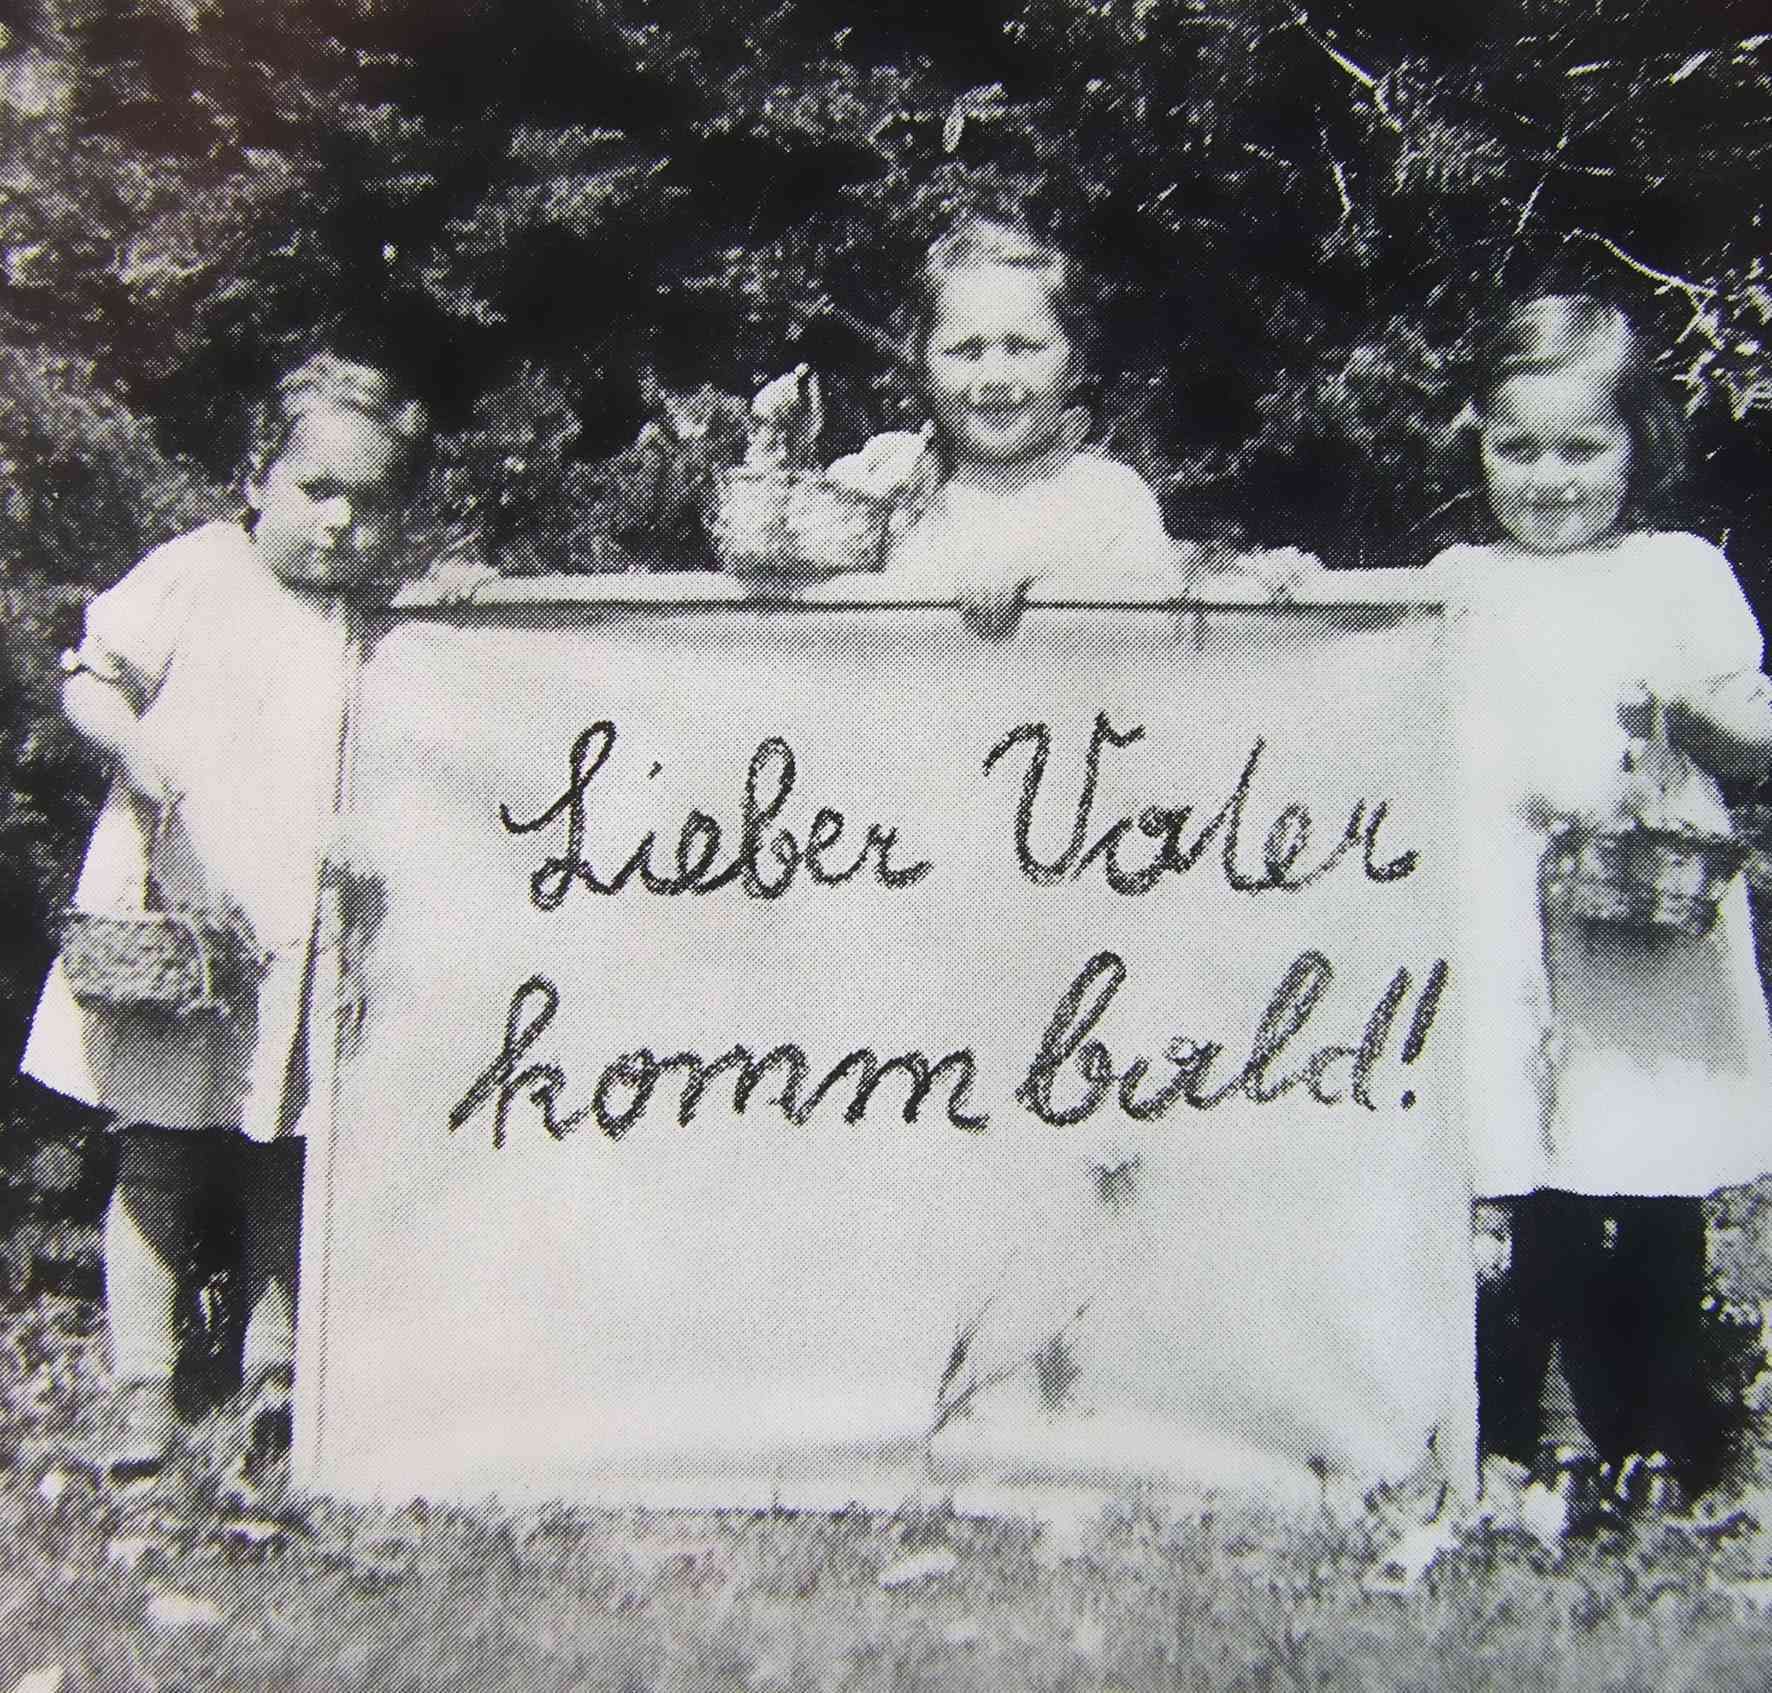 Lieber Vater
komm bald!